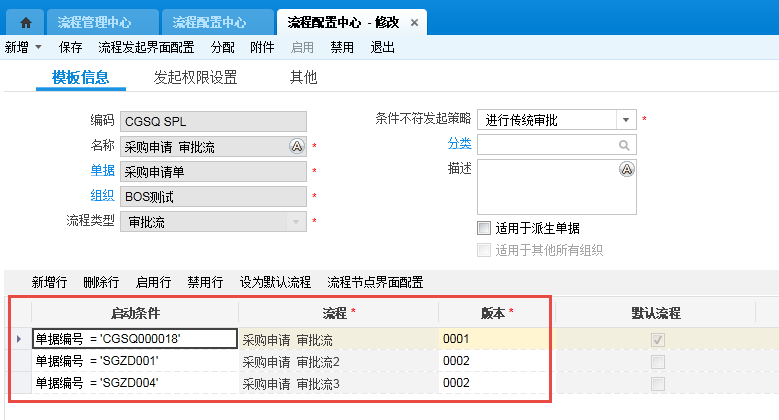 流程管理中心 流程配置中心 流程配置中心 - 修改 ×
新增 保存 流程发起界面配置 分配 附件 启用 禁用 退出
模板信息 发起权限设置 其他
编码 CGSQ SPL 条件不符发起策略 进行传统审批 *
名称 采购申请 审批流 A * 分类
单据 采购申请单 * 描述 A
组织 BOS测试 *
流程类型 审批流 * 适用于派生单据
适用于其他所有组织
新增行 删除行 启用行 禁用行 设为默认流程 流程节点界面配置
启动条件 流程 * 版本 * 默认流程
单据编号 = 'CGSQ000018' 采购申请 审批流 0001
单据编号 = 'SGZD001' 采购申请 审批流2 0002
单据编号 = 'SGZD004' 采购申请 审批流3 0002